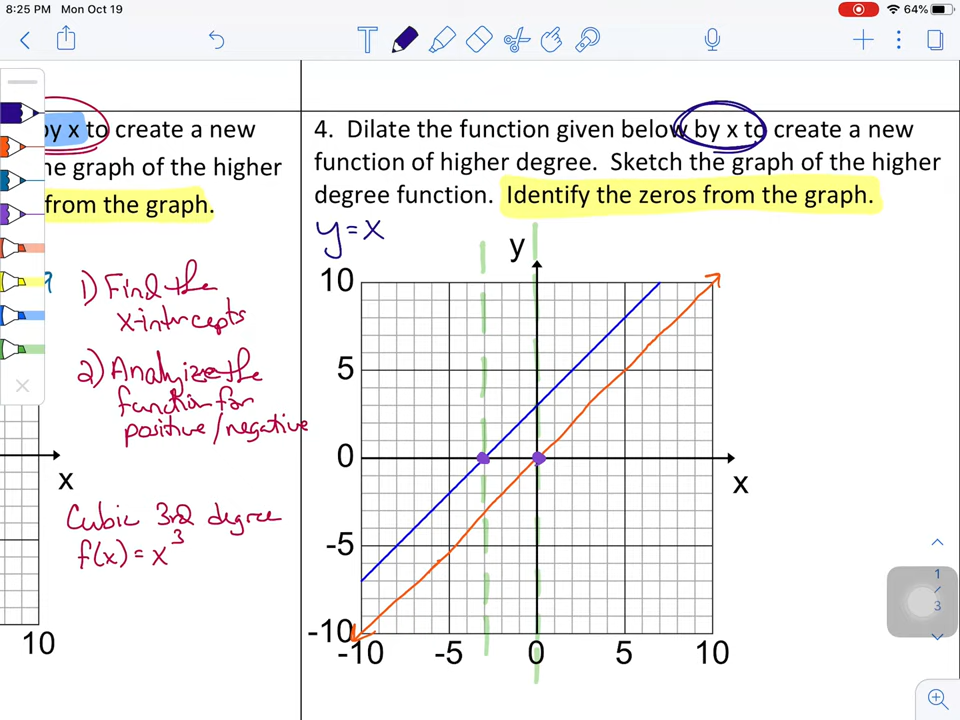 8:25 PM Mon Oct 19
64%
by x to create a new
he graph of the higher
from the graph.
1) Find the
x-intercepts
2) Analyize the
function for
positive/negative
x
Cubic 3rd degree
f(x) = x³
10
4. Dilate the function given below by x to create a new
function of higher degree. Sketch the graph of the higher
degree function. Identify the zeros from the graph.
y = x
y
10
5
0
x
-5
-10
-10 -5 0 5 10
1
/
3